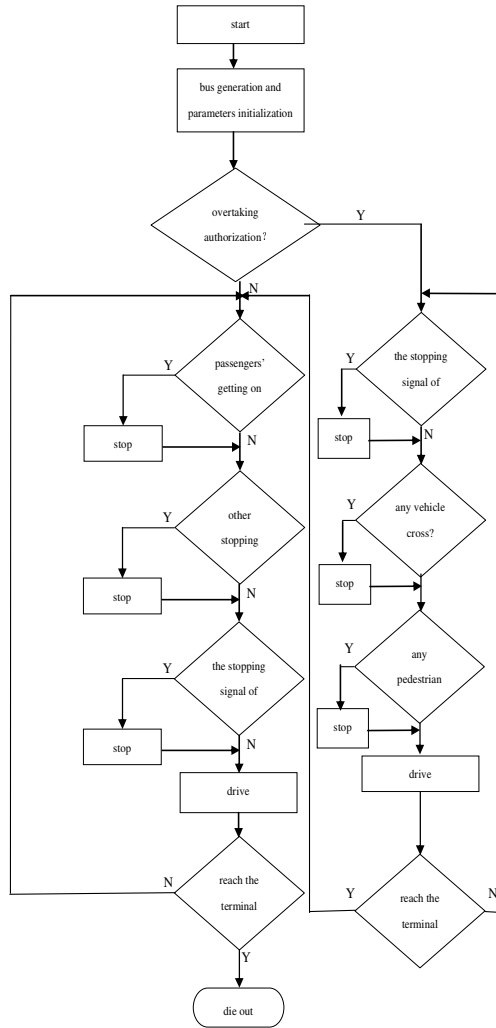 start
bus generation and
parameters initialization
overtaking
authorization?
Y
N
passengers'
getting on
Y
stop
N
other
stopping
Y
stop
N
the stopping
signal of
Y
stop
N
drive
reach the
terminal
N
Y
die out
the stopping
signal of
Y
stop
N
any vehicle
cross?
Y
stop
any
pedestrian
Y
stop
drive
reach the
terminal
Y
N